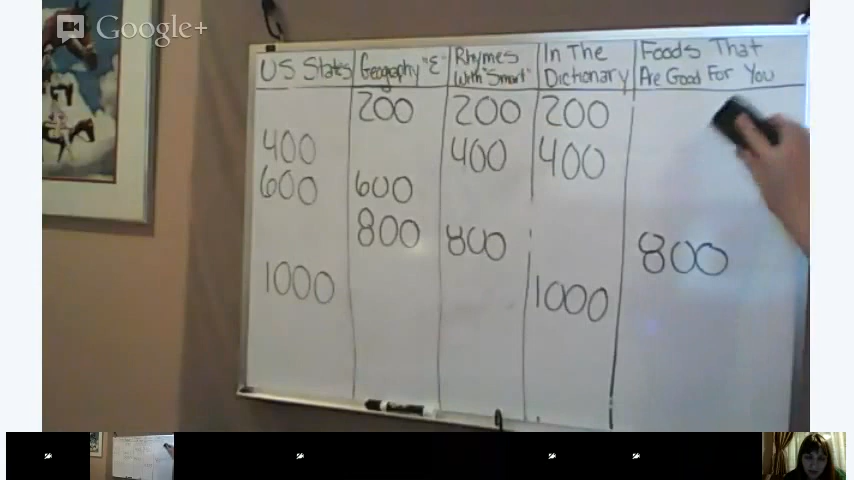 Google+
US States
Geography "E"
Rhymes
With "Smart"
In The
Dictionary
Foods That
Are Good For You
200 200 200
400 400 400
600 600
800 800 800
1000 1000